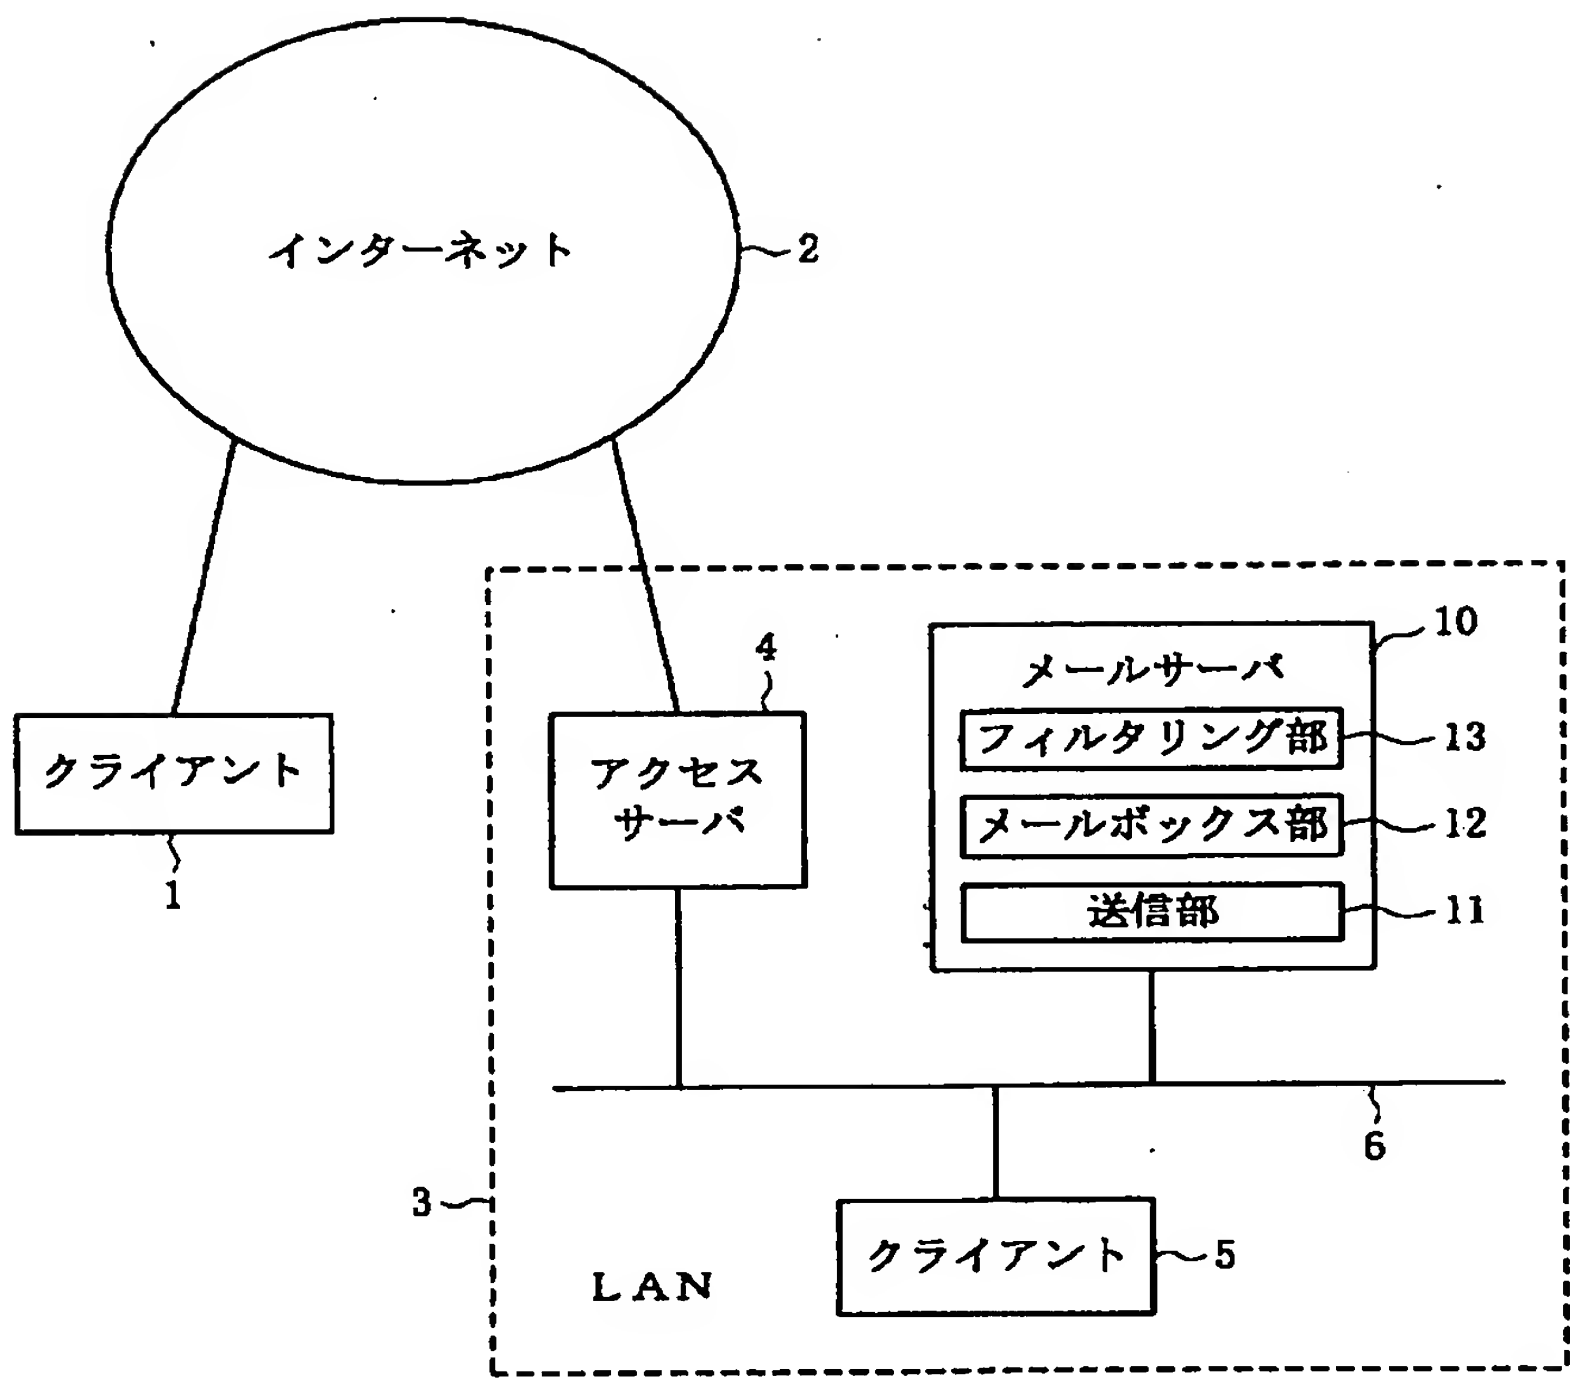 インターネット
2
クライアント
1
4
アクセス
サーバ
10
メールサーバ
フィルタリング部
13
メールボックス部
12
送信部
11
6
3
クライアント
5
LAN